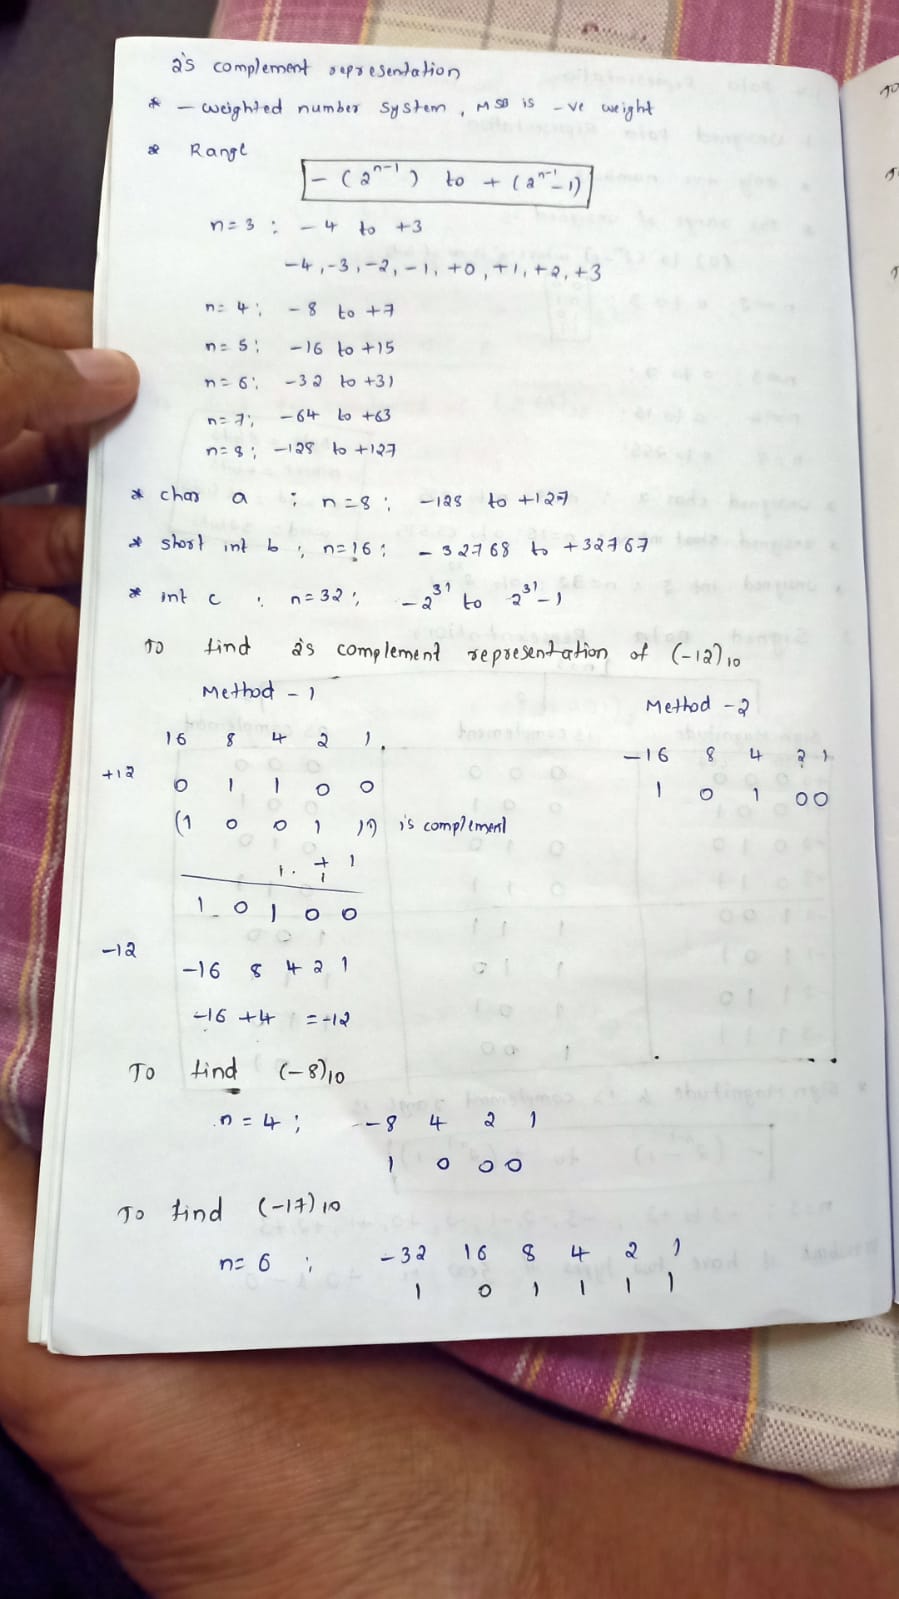 2's complement representation
* - weighted number system, MSB is -ve weight
* Range
- (2^n-1) to + (2^n-1 - 1)
n=3 : - 4 to +3
-4, -3, -2, -1, +0, +1, +2, +3
n= 4; - 8 to +7
n= 5; -16 to +15
n= 6; -32 to +31
n= 7; -64 to +63
n= 8; -128 to +127
* char a ; n=8; -128 to +127
* short int b ; n=16; - 32768 to +32767
* int c ; n=32; -2^31 to 2^31-1
To find 2's complement representation of (-12)10
Method - 1
16 8 4 2 1
+12 0 1 1 0 0
(1 0 0 1 1) 1's complement
+ 1
1 0 1 0 0
-12
-16 8 4 2 1
-16 +4 = -12
Method -2
-16 8 4 2 1
1 0 1 0 0
To find (-8)10
n = 4 ; -8 4 2 1
1 0 0 0
To find (-17)10
n= 6 ; -32 16 8 4 2 1
1 0 1 1 1 1